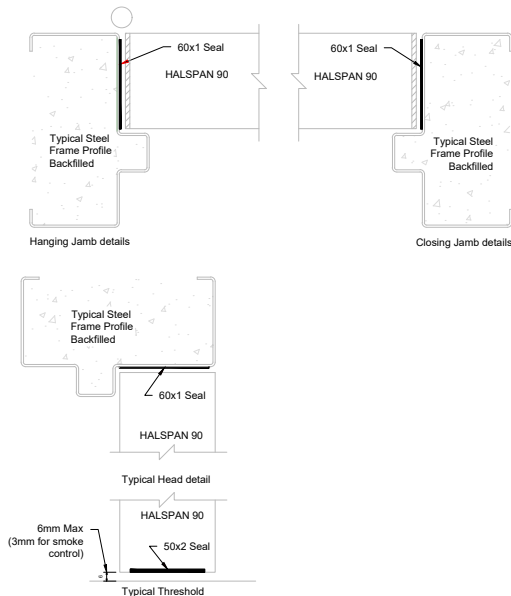 60x1 Seal
HALSPAN 90
Typical Steel
Frame Profile
Backfilled
Hanging Jamb details
60x1 Seal
HALSPAN 90
Typical Steel
Frame Profile
Backfilled
Closing Jamb details
Typical Steel
Frame Profile
Backfilled
60x1 Seal
HALSPAN 90
Typical Head detail
HALSPAN 90
6mm Max
(3mm for smoke
control)
50x2 Seal
Typical Threshold